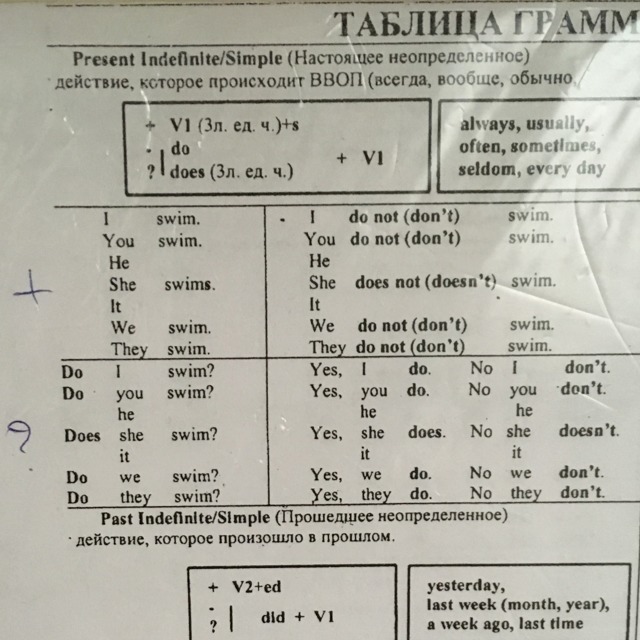 ТАБЛИЦА ГРАММ
Present Indefinite/Simple (Настоящее неопределенное)
действие, которое происходит ВВОП (всегда, вообще, обычно,
+ V1 (3л. ед. ч.)+s
- do
? does (3л. ед. ч.)
+ V1
always, usually,
often, sometimes,
seldom, every day
I swim. - I do not (don't) swim.
You swim. You do not (don't) swim.
He He
+ She swims. She does not (doesn't) swim.
It It
We swim. We do not (don't) swim.
They swim. They do not (don't) swim.
Do I swim? Yes, I do. No I don't.
Do you swim? Yes, you do. No you don't.
he he he
? Does she swim? Yes, she does. No she doesn't.
it it it
Do we swim? Yes, we do. No we don't.
Do they swim? Yes, they do. No they don't.
Past Indefinite/Simple (Прошедшее неопределенное)
действие, которое произошло в прошлом.
+ V2+ed
-
? did + V1
yesterday,
last week (month, year),
a week ago, last time